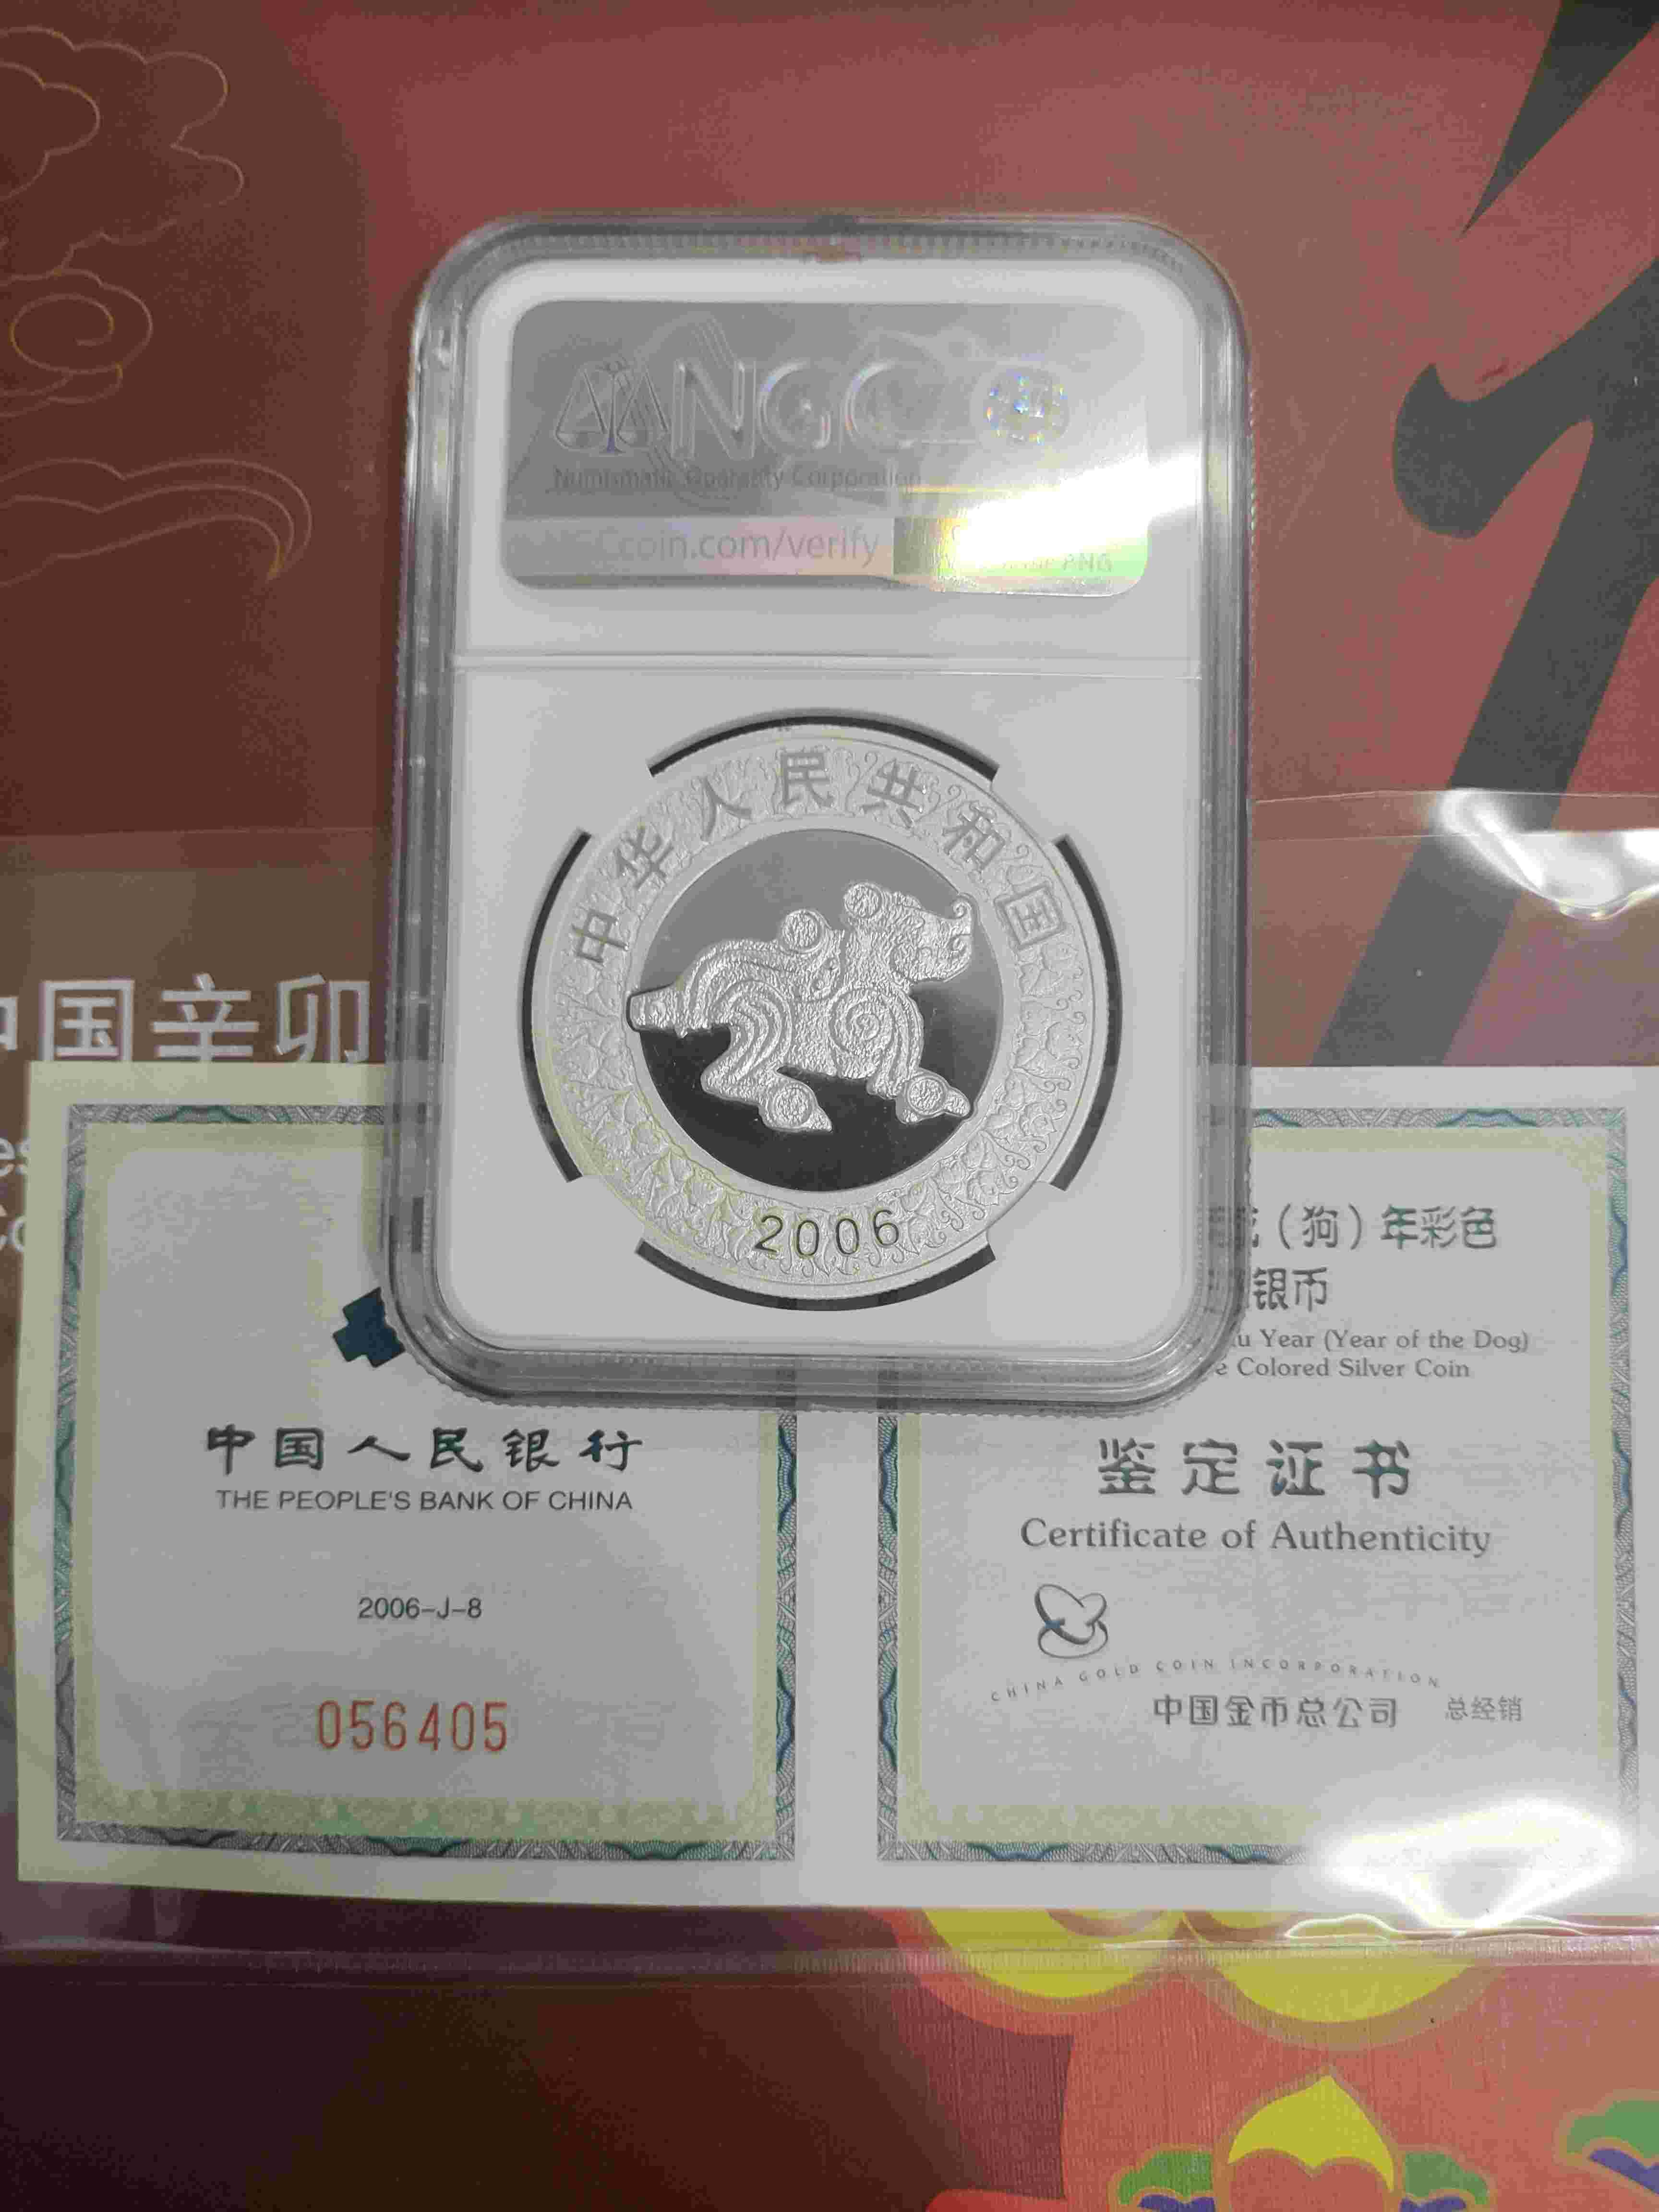 NGC
Numismatic Guaranty Corporation
NGCcoin.com/verify
中华人民共和国
2006
中国辛卯
中国人民银行
THE PEOPLE'S BANK OF CHINA
2006-J-8
056405
(狗)年彩色
银币
Year (Year of the Dog)
Colored Silver Coin
鉴定证书
Certificate of Authenticity
CHINA GOLD COIN INCORPORATION
中国金币总公司 总经销